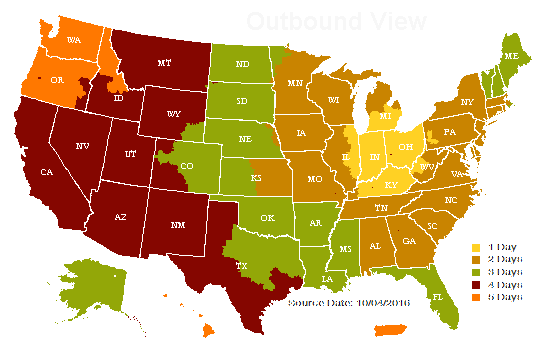 Outbound View
WA
OR
ID
MT
ND
SD
MN
WI
MI
ME
NY
WY
NE
IA
IL
IN
OH
PA
NV
UT
CO
KS
MO
KY
WV
VA
CA
AZ
NM
OK
AR
TN
NC
SC
TX
LA
MS
AL
GA
FL
1 Day
2 Days
3 Days
4 Days
5 Days
Source Date: 10/04/2016